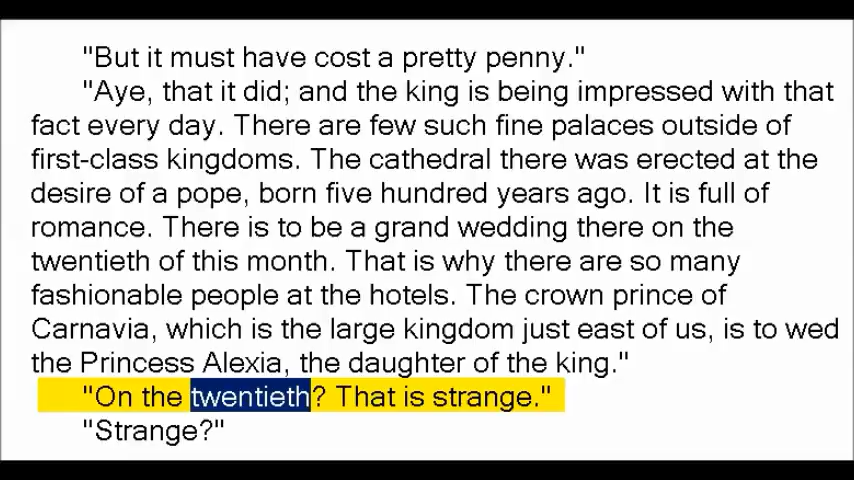 "But it must have cost a pretty penny."
"Aye, that it did; and the king is being impressed with that
fact every day. There are few such fine palaces outside of
first-class kingdoms. The cathedral there was erected at the
desire of a pope, born five hundred years ago. It is full of
romance. There is to be a grand wedding there on the
twentieth of this month. That is why there are so many
fashionable people at the hotels. The crown prince of
Carnavia, which is the large kingdom just east of us, is to wed
the Princess Alexia, the daughter of the king."
"On the twentieth? That is strange."
"Strange?"